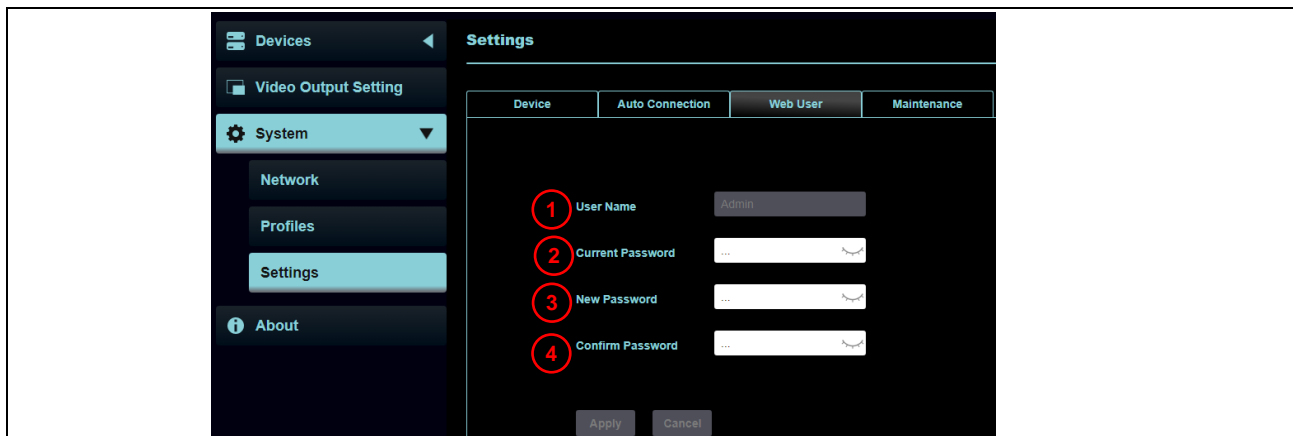 Devices
Video Output Setting
System
Network
Profiles
Settings
About
Settings
Device Auto Connection Web User Maintenance
1 User Name Admin
2 Current Password ...
3 New Password ...
4 Confirm Password ...
Apply Cancel